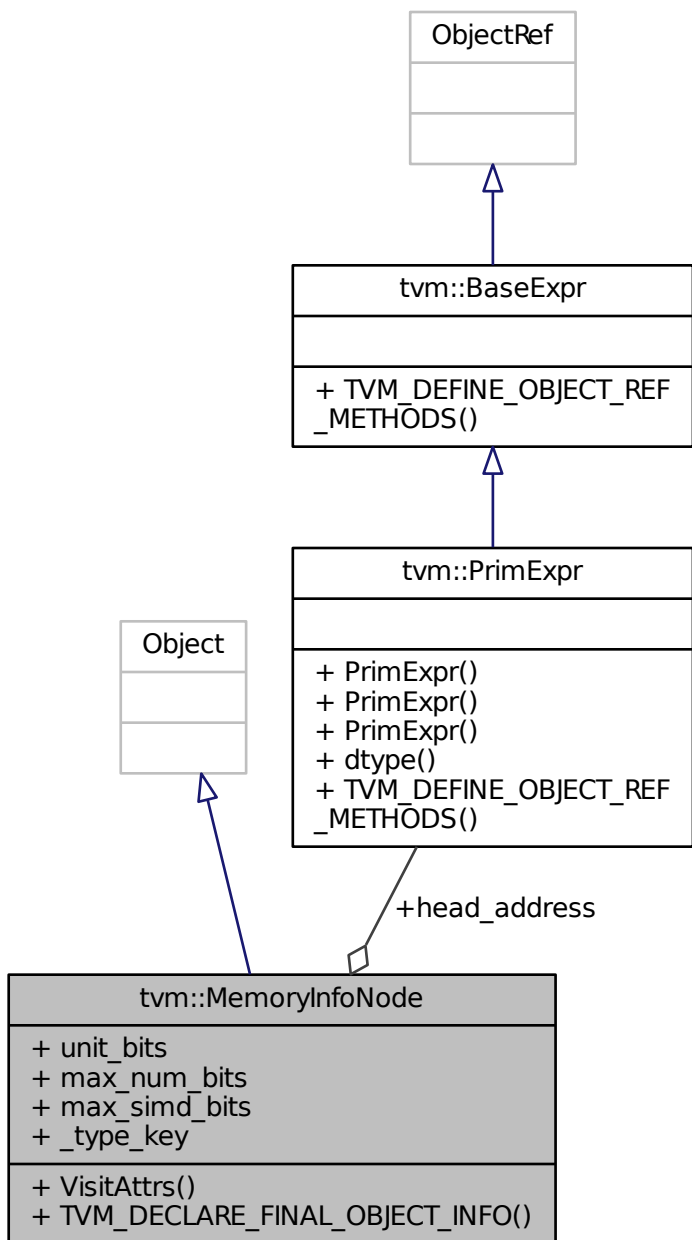 ObjectRef
tvm::BaseExpr
+ TVM_DEFINE_OBJECT_REF
_METHODS()
tvm::PrimExpr
+ PrimExpr()
+ PrimExpr()
+ PrimExpr()
+ dtype()
+ TVM_DEFINE_OBJECT_REF
_METHODS()
Object
+head_address
tvm::MemoryInfoNode
+ unit_bits
+ max_num_bits
+ max_simd_bits
+ _type_key
+ VisitAttrs()
+ TVM_DECLARE_FINAL_OBJECT_INFO()